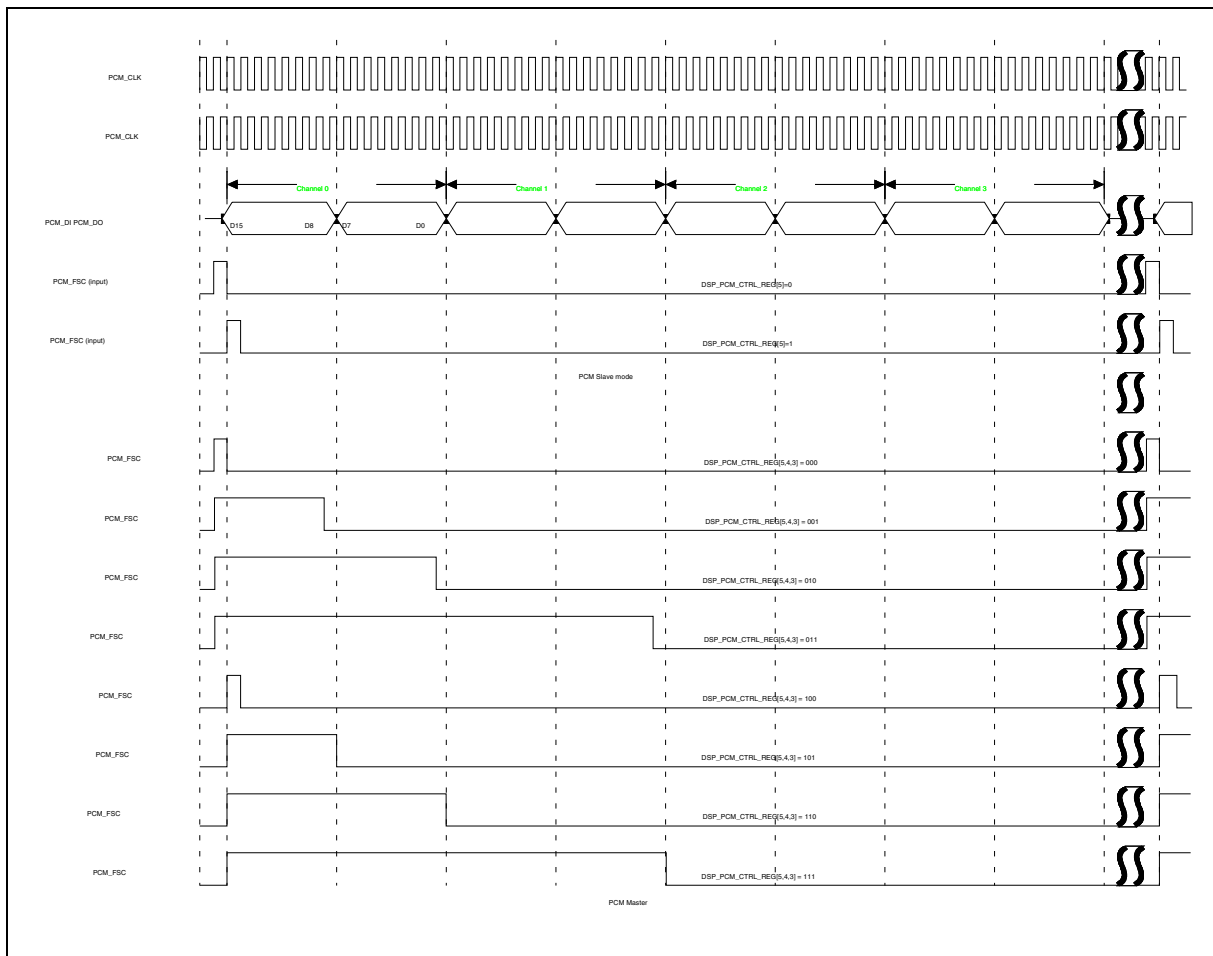 PCM_CLK
PCM_CLK
Channel 0 Channel 1 Channel 2 Channel 3
PCM_DI PCM_DO D15 D8 D7 D0
PCM_FSC (input) DSP_PCM_CTRL_REG[5]=0
PCM_FSC (input) DSP_PCM_CTRL_REG[5]=1
PCM Slave mode
PCM_FSC DSP_PCM_CTRL_REG[5,4,3] = 000
PCM_FSC DSP_PCM_CTRL_REG[5,4,3] = 001
PCM_FSC DSP_PCM_CTRL_REG[5,4,3] = 010
PCM_FSC DSP_PCM_CTRL_REG[5,4,3] = 011
PCM_FSC DSP_PCM_CTRL_REG[5,4,3] = 100
PCM_FSC DSP_PCM_CTRL_REG[5,4,3] = 101
PCM_FSC DSP_PCM_CTRL_REG[5,4,3] = 110
PCM_FSC DSP_PCM_CTRL_REG[5,4,3] = 111
PCM Master